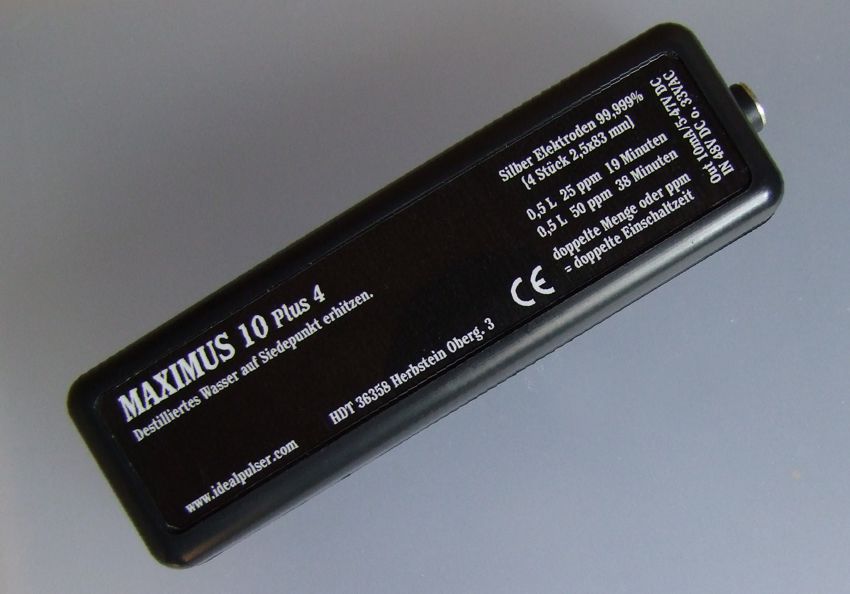 MAXIMUS 10 Plus 4
Destilliertes Wasser auf Siedepunkt erhitzen.
www.idealpulser.com
HDT 36358 Herbstein Oberg. 3
Silber Elektroden 99,999%
(4 Stück 2,5x83 mm)
0,5 L 25 ppm 19 Minuten
0,5 L 50 ppm 38 Minuten
doppelte Menge oder ppm
= doppelte Einschaltzeit
CE
Out 10mA/5-47V DC
IN 48V DC o. 33VAC